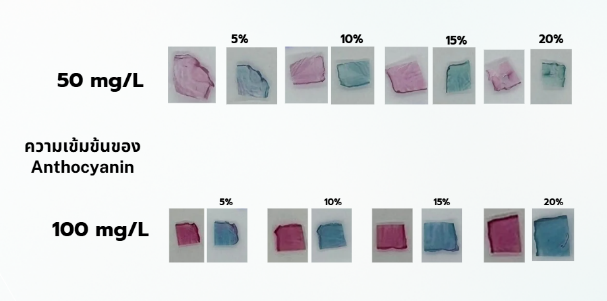 5% 10% 15% 20%
50 mg/L
ความเข้มข้นของ
Anthocyanin
5% 10% 15% 20%
100 mg/L